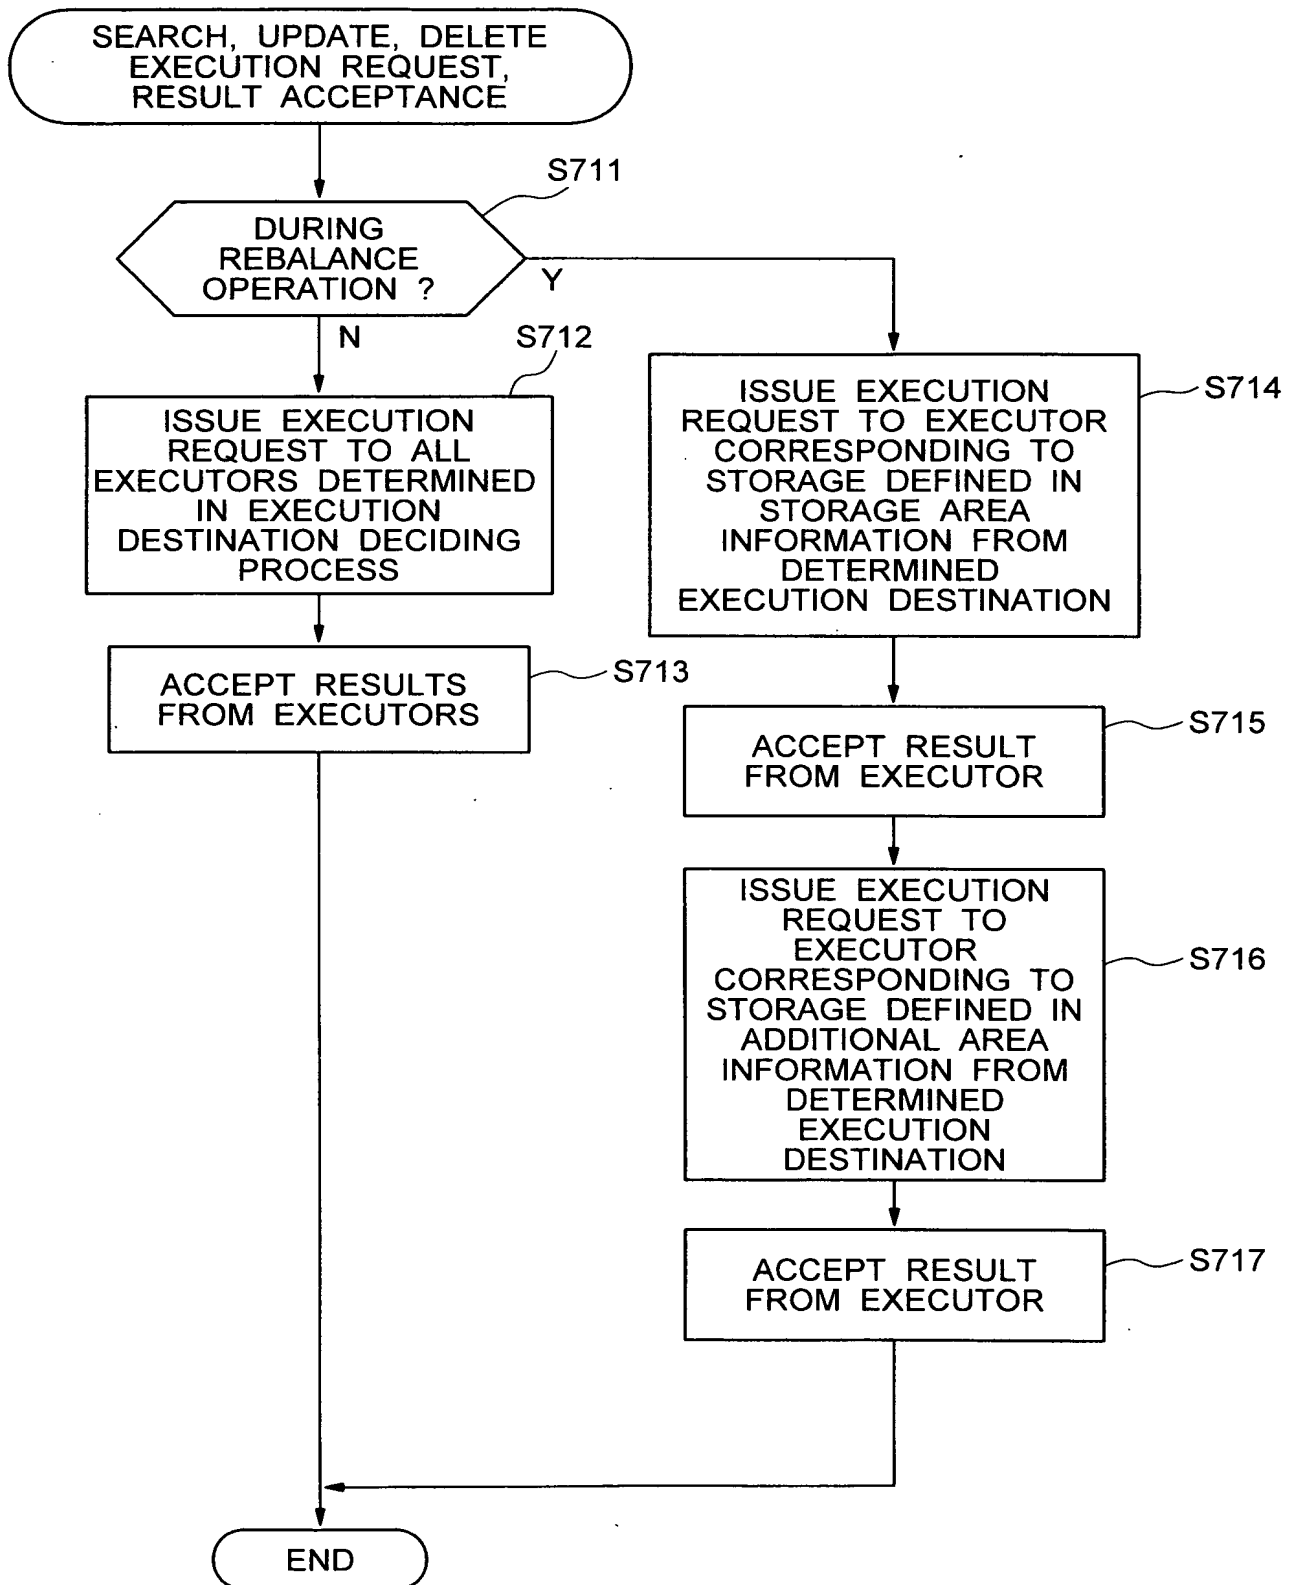 SEARCH, UPDATE, DELETE
EXECUTION REQUEST,
RESULT ACCEPTANCE
S711
DURING
REBALANCE
OPERATION ?
Y
N
S712
ISSUE EXECUTION
REQUEST TO ALL
EXECUTORS DETERMINED
IN EXECUTION
DESTINATION DECIDING
PROCESS
S713
ACCEPT RESULTS
FROM EXECUTORS
S714
ISSUE EXECUTION
REQUEST TO EXECUTOR
CORRESPONDING TO
STORAGE DEFINED IN
STORAGE AREA
INFORMATION FROM
DETERMINED
EXECUTION DESTINATION
S715
ACCEPT RESULT
FROM EXECUTOR
ISSUE EXECUTION
REQUEST TO
EXECUTOR
CORRESPONDING TO
STORAGE DEFINED IN
ADDITIONAL AREA
INFORMATION FROM
DETERMINED
EXECUTION
DESTINATION
S716
ACCEPT RESULT
FROM EXECUTOR
S717
END